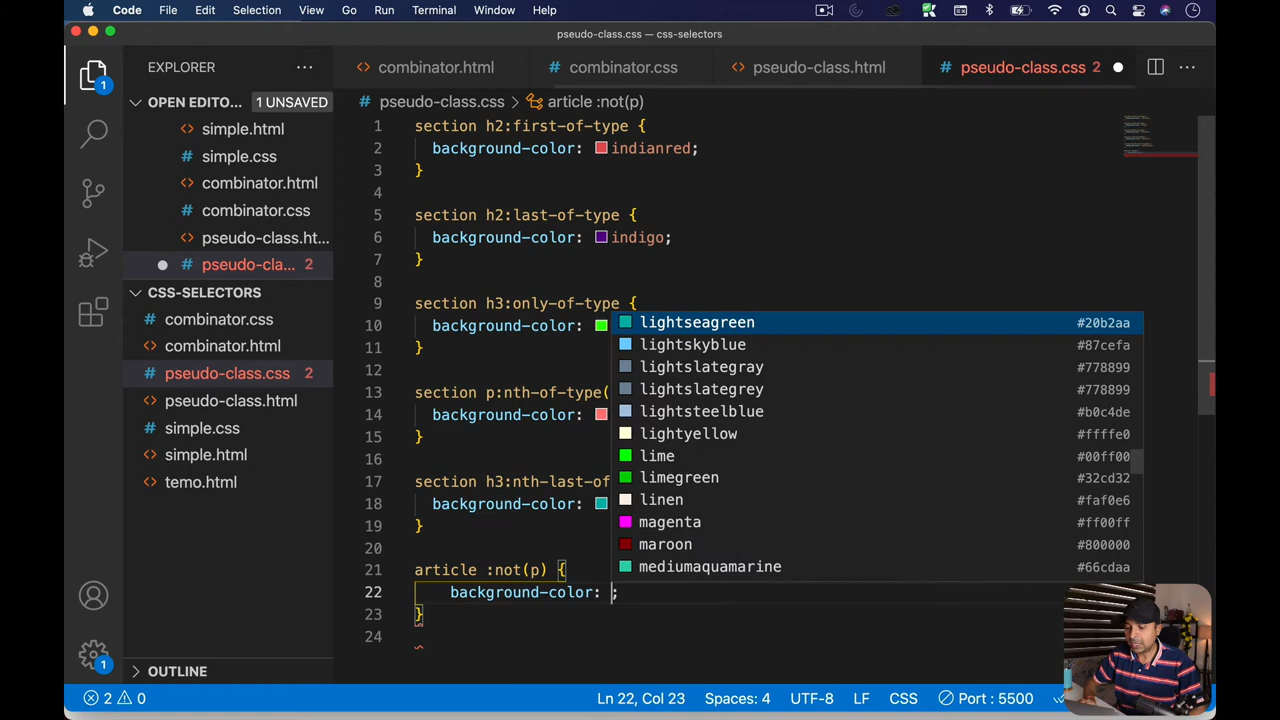 Code File Edit Selection View Go Run Terminal Window Help
pseudo-class.css — css-selectors
EXPLORER
combinator.html
combinator.css
pseudo-class.html
pseudo-class.css 2
OPEN EDITO... 1 UNSAVED
simple.html
simple.css
combinator.html
combinator.css
pseudo-class.ht...
pseudo-cla... 2
CSS-SELECTORS
combinator.css
combinator.html
pseudo-class.css 2
pseudo-class.html
simple.css
simple.html
temo.html
OUTLINE
1
1
pseudo-class.css > article :not(p)
1 section h2:first-of-type {
2 background-color: indianred;
3 }
4
5 section h2:last-of-type {
6 background-color: indigo;
7 }
8
9 section h3:only-of-type {
10 background-color:
11 }
12
13 section p:nth-of-type(
14 background-color:
15 }
16
17 section h3:nth-last-of
18 background-color:
19 }
20
21 article :not(p) {
22 background-color: ;
23 }
24
lightseagreen #20b2aa
lightskyblue #87cefa
lightslategray #778899
lightslategrey #778899
lightsteelblue #b0c4de
lightyellow #ffffe0
lime #00ff00
limegreen #32cd32
linen #faf0e6
magenta #ff00ff
maroon #800000
mediumaquamarine #66cdaa
2 0 Ln 22, Col 23 Spaces: 4 UTF-8 LF CSS Port : 5500